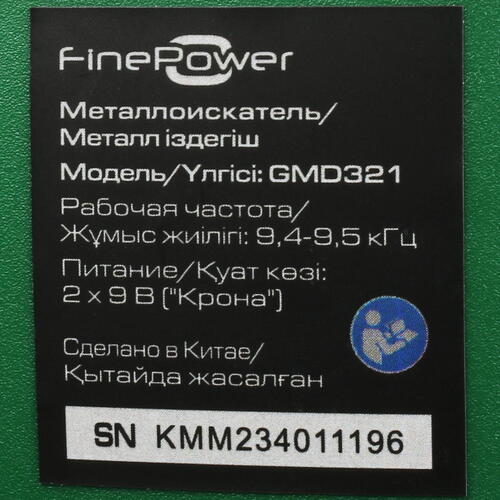 FinePower
Металлоискатель/
Металл іздегіш
Модель/Үлгісі: GMD321
Рабочая частота/
Жұмыс жиілігі: 9,4-9,5 кГц
Питание/Қуат көзі:
2 x 9 В ("Крона")
Сделано в Китае/
Қытайда жасалған
SN KMM234011196